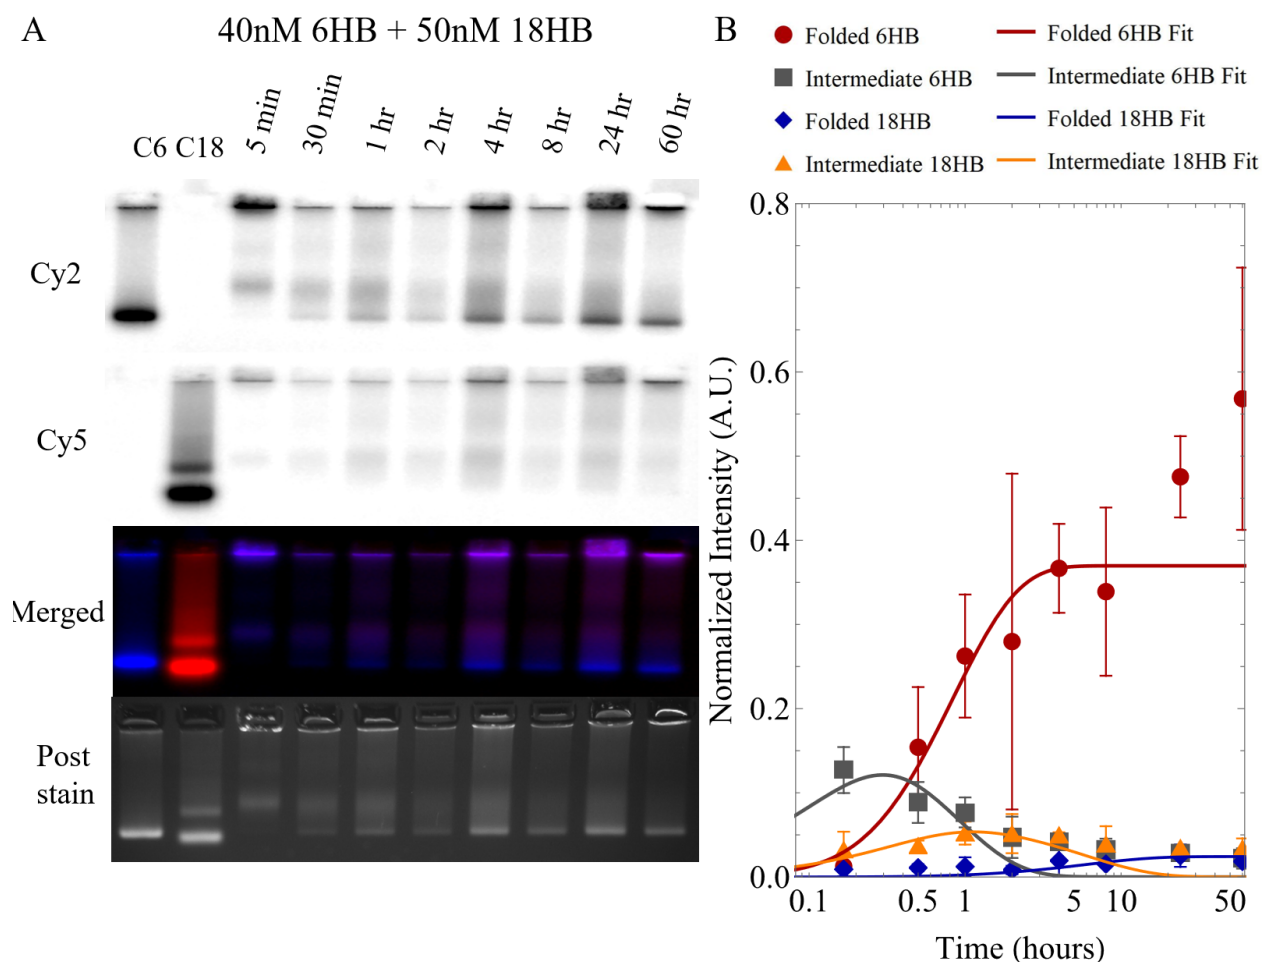 A
40nM 6HB + 50nM 18HB
C6 C18 5 min 30 min 1 hr 2 hr 4 hr 8 hr 24 hr 60 hr
Cy2
Cy5
Merged
Post
stain
B
Folded 6HB
Folded 6HB Fit
Intermediate 6HB
Intermediate 6HB Fit
Folded 18HB
Folded 18HB Fit
Intermediate 18HB
Intermediate 18HB Fit
Normalized Intensity (A.U.)
0.8
0.6
0.4
0.2
0.0
0.1 0.5 1 5 10 50
Time (hours)